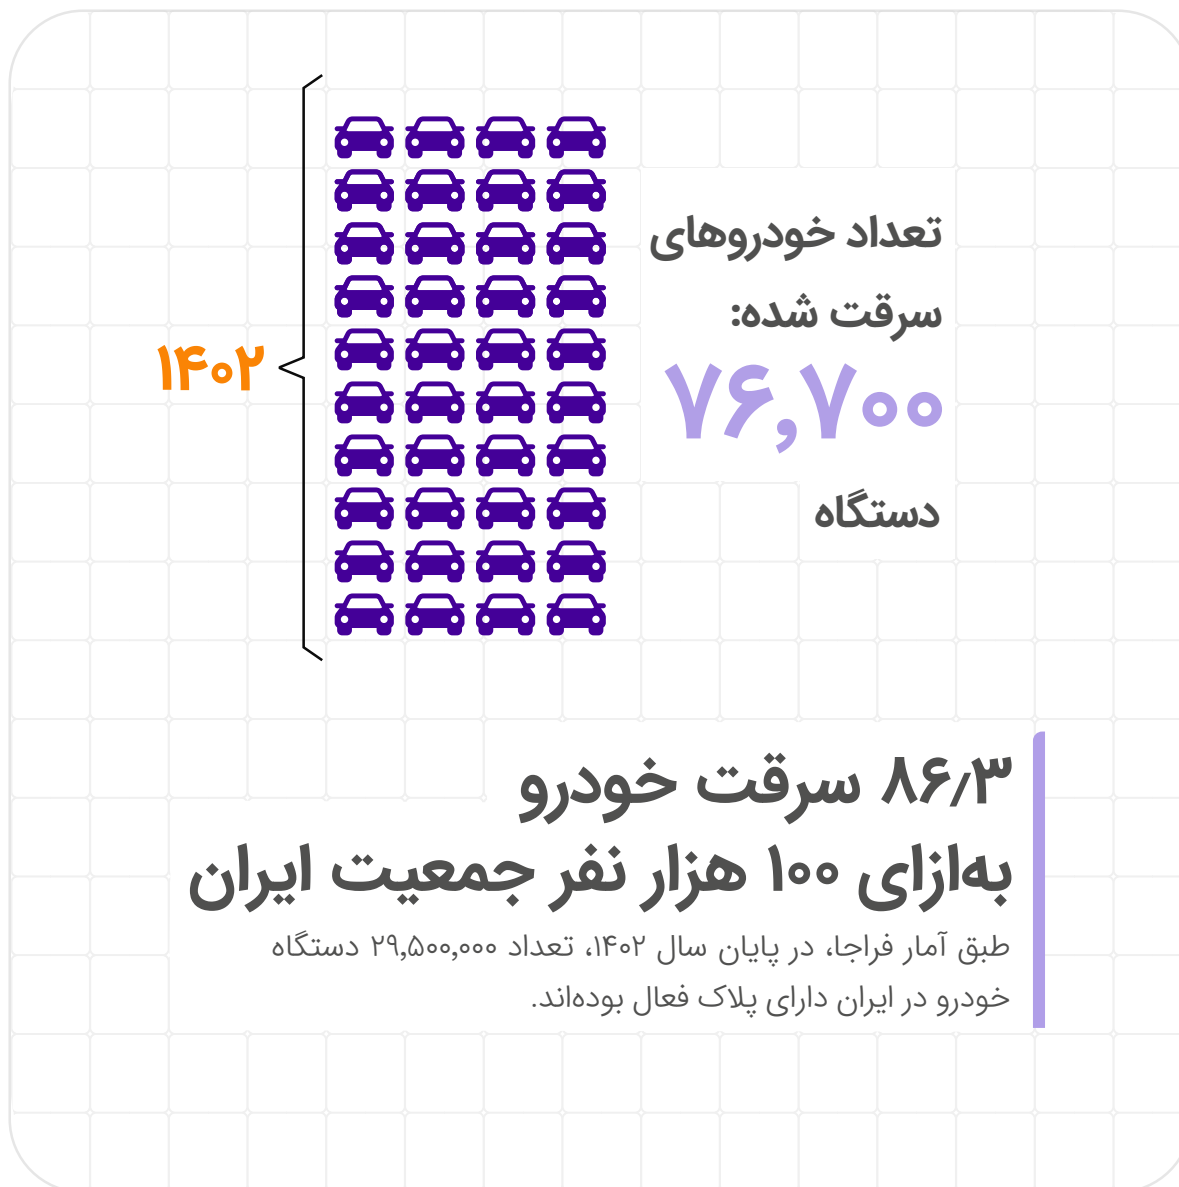 تعداد خودروهای
سرقت شده:
۷۶,۷۰۰
دستگاه
۱۴۰۲
۸۶٫۳ سرقت خودرو
به‌ازای ۱۰۰ هزار نفر جمعیت ایران
طبق آمار فراجا، در پایان سال ۱۴۰۲، تعداد ۲۹,۵۰۰,۰۰۰ دستگاه
خودرو در ایران دارای پلاک فعال بوده‌اند.